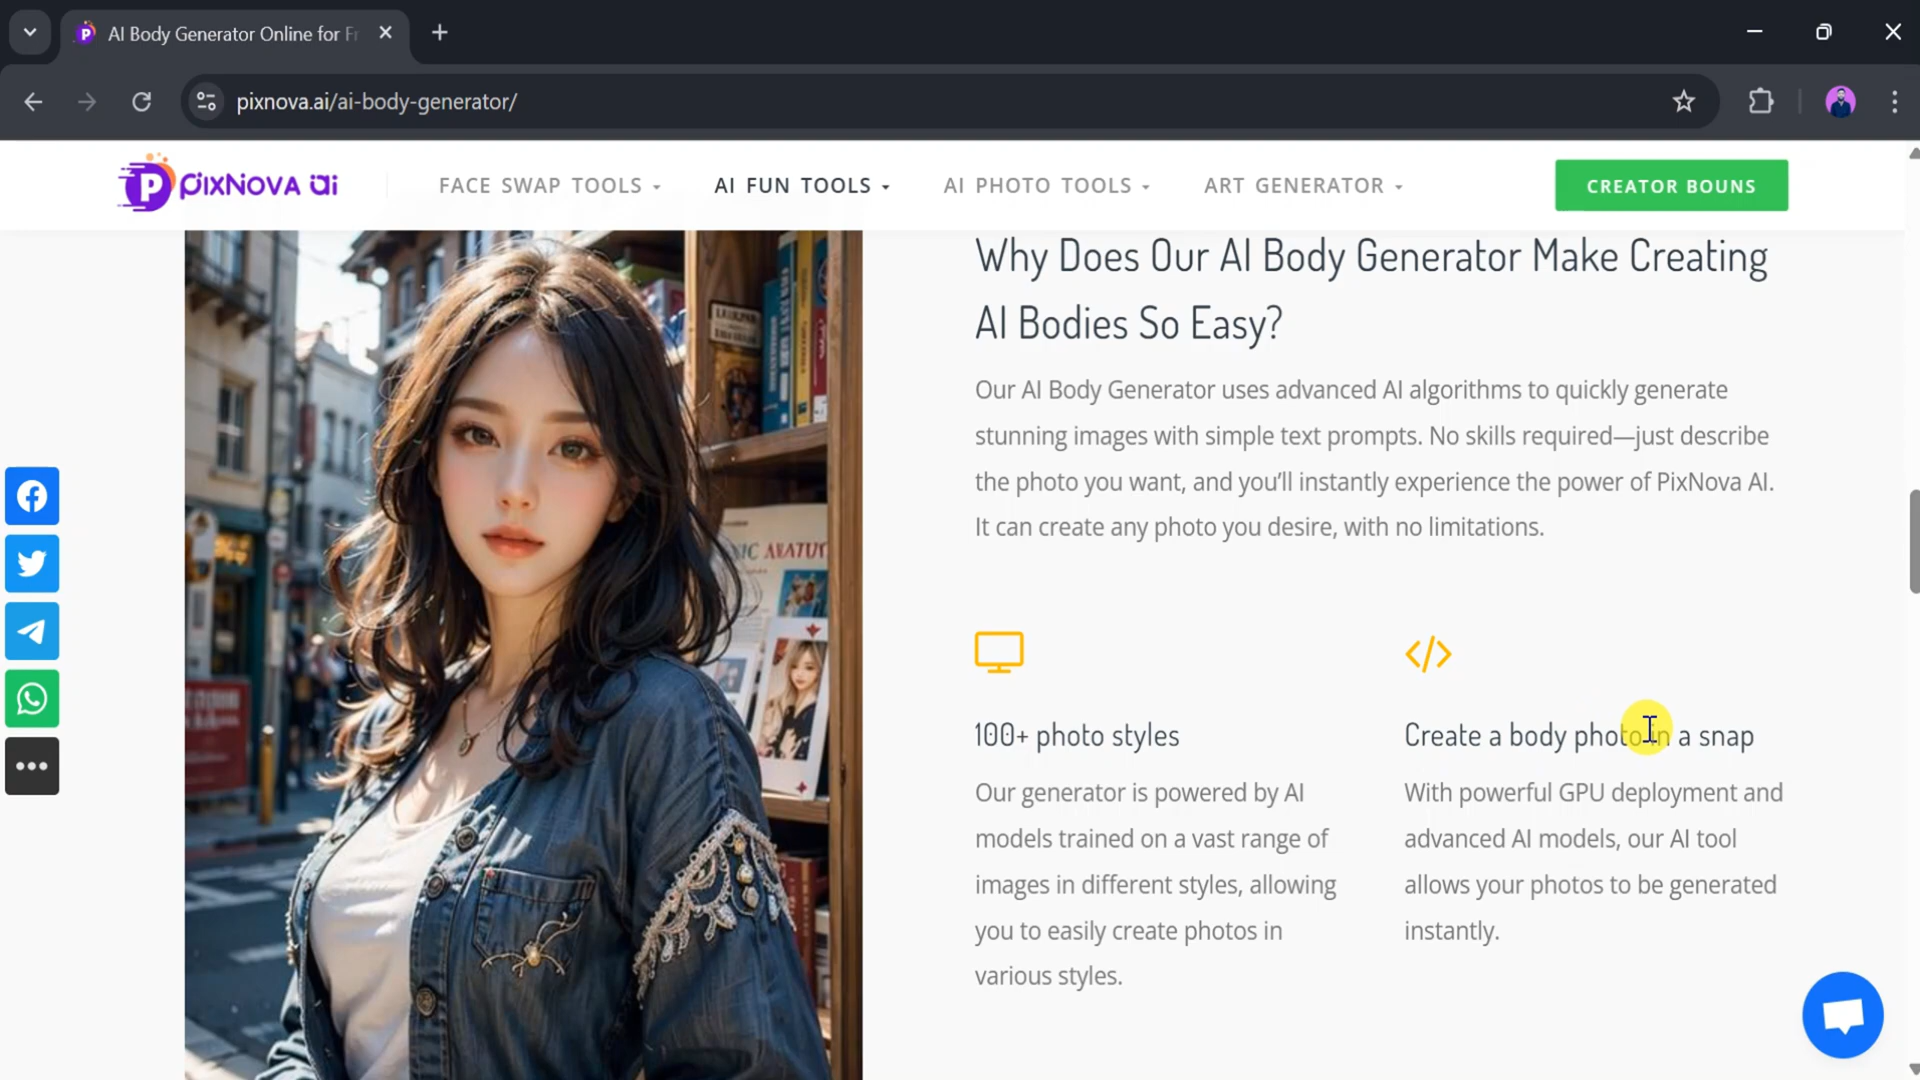 AI Body Generator Online for Fr
pixnova.ai/ai-body-generator/
P PIXNOVA AI
FACE SWAP TOOLS
AI FUN TOOLS
AI PHOTO TOOLS
ART GENERATOR
CREATOR BOUNS
Why Does Our AI Body Generator Make Creating
AI Bodies So Easy?
Our AI Body Generator uses advanced AI algorithms to quickly generate
stunning images with simple text prompts. No skills required—just describe
the photo you want, and you’ll instantly experience the power of PixNova AI.
It can create any photo you desire, with no limitations.
100+ photo styles
Our generator is powered by AI
models trained on a vast range of
images in different styles, allowing
you to easily create photos in
various styles.
Create a body photo in a snap
With powerful GPU deployment and
advanced AI models, our AI tool
allows your photos to be generated
instantly.